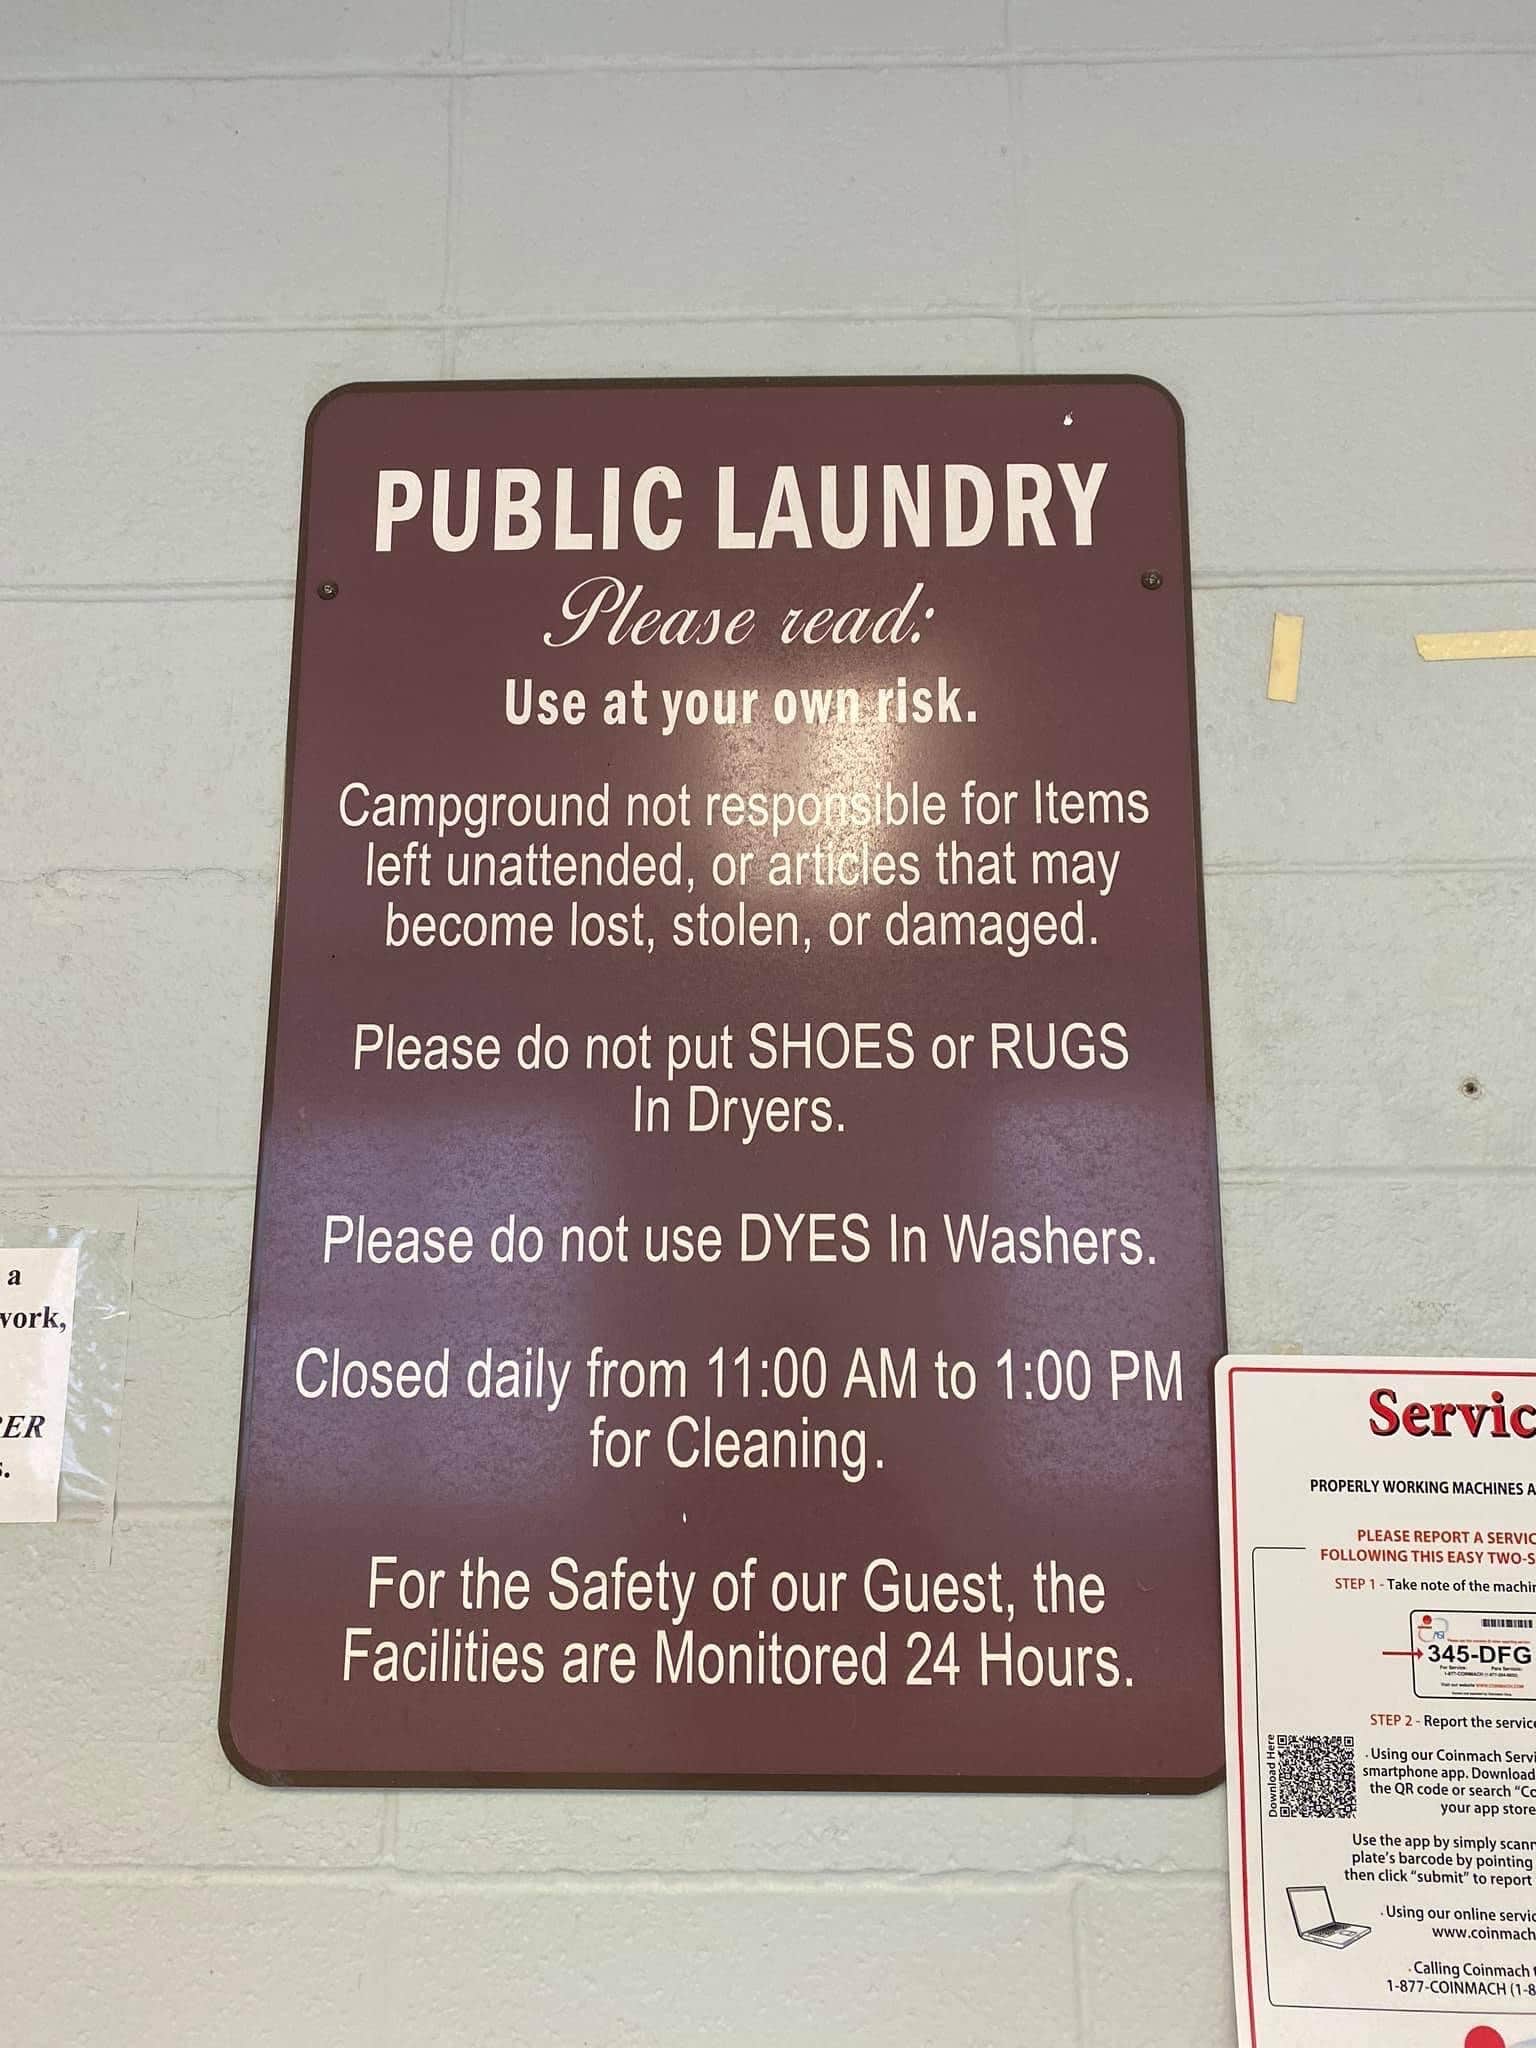 PUBLIC LAUNDRY
Please read:
Use at your own risk.
Campground not responsible for Items
left unattended, or articles that may
become lost, stolen, or damaged.
Please do not put SHOES or RUGS
In Dryers.
Please do not use DYES In Washers.
Closed daily from 11:00 AM to 1:00 PM
for Cleaning.
For the Safety of our Guest, the
Facilities are Monitored 24 Hours.
a
work,
ER
s.
Servic
PROPERLY WORKING MACHINES A
PLEASE REPORT A SERVIC
FOLLOWING THIS EASY TWO-S
STEP 1 - Take note of the machin
345-DFG
STEP 2 - Report the service
Download Here
. Using our Coinmach Servi
smartphone app. Download
the QR code or search "Co
your app store
Use the app by simply scann
plate's barcode by pointing
then click "submit" to report
. Using our online servic
www.coinmach
. Calling Coinmach
1-877-COINMACH (1-8